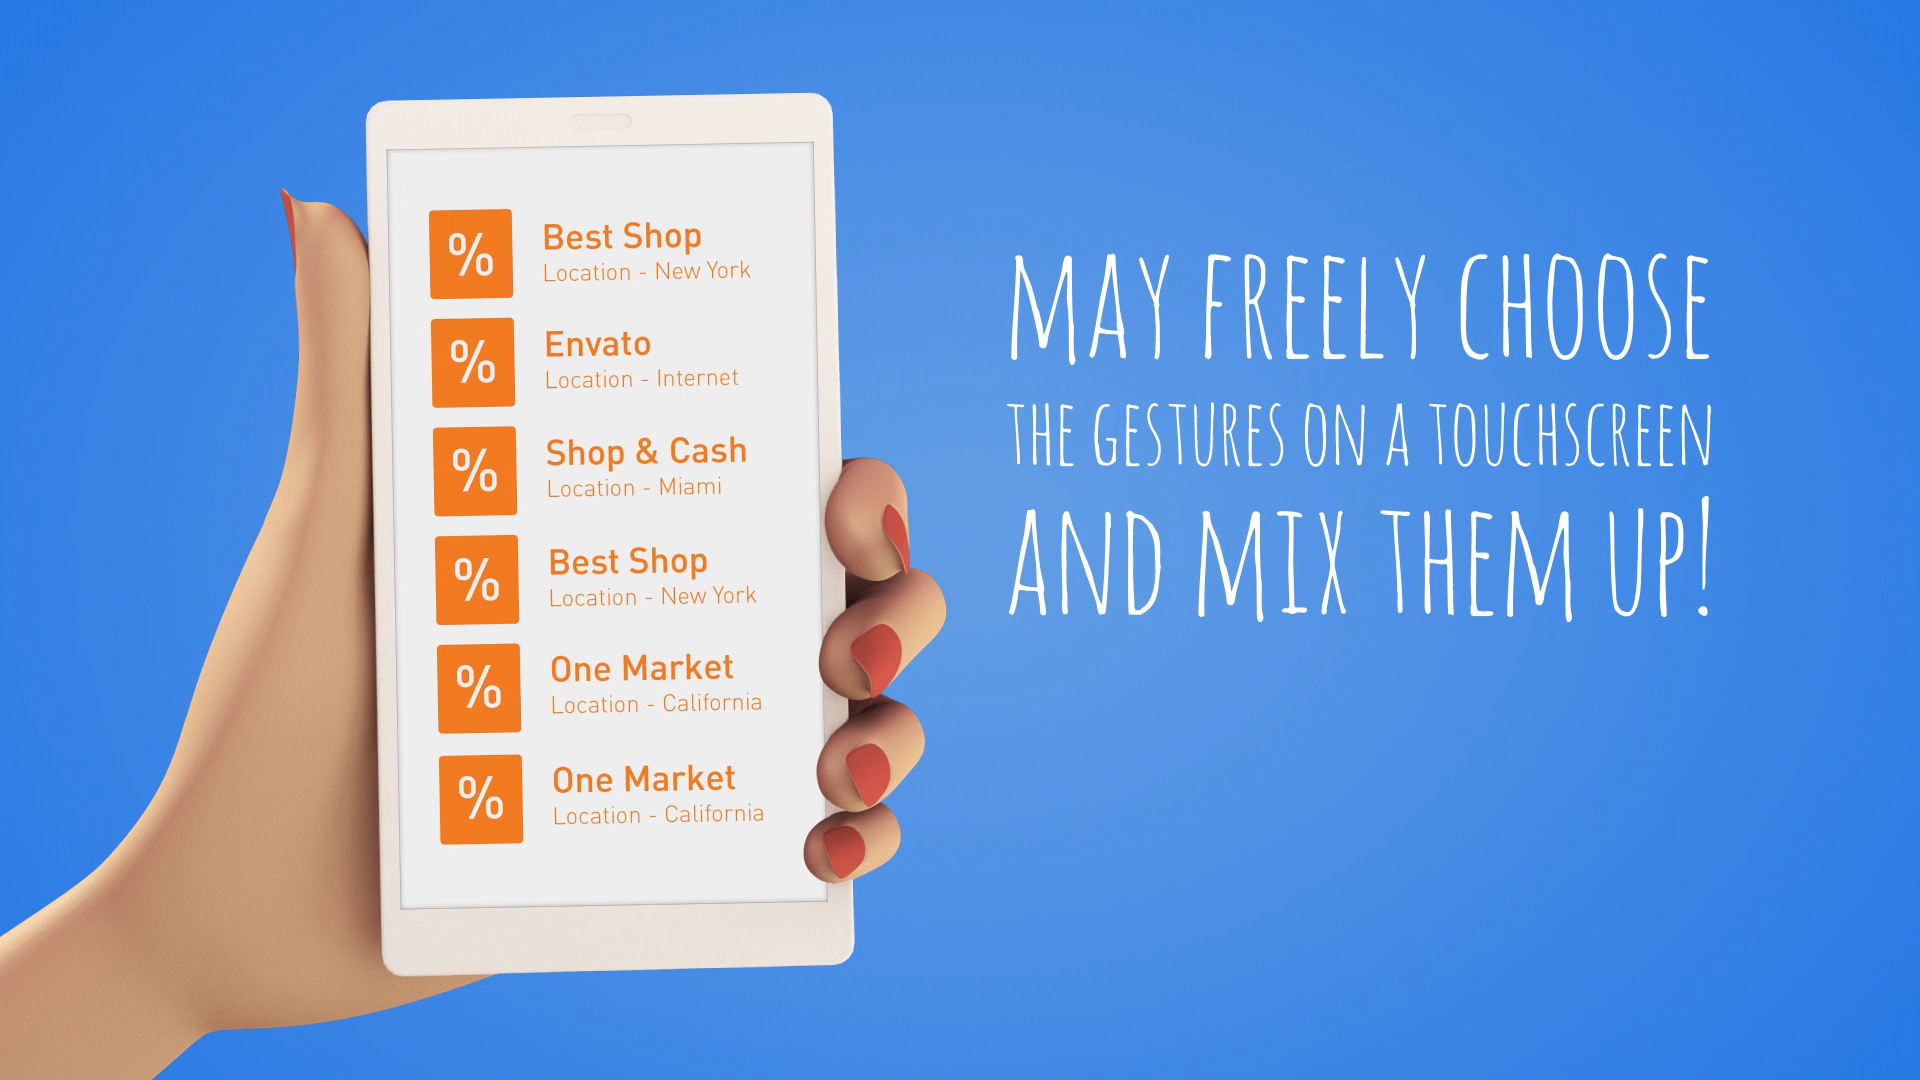 %
Best Shop
Location - New York
%
Envato
Location - Internet
%
Shop & Cash
Location - Miami
%
Best Shop
Location - New York
%
One Market
Location - California
%
One Market
Location - California
MAY FREELY CHOOSE
THE GESTURES ON A TOUCHSCREEN
AND MIX THEM UP!